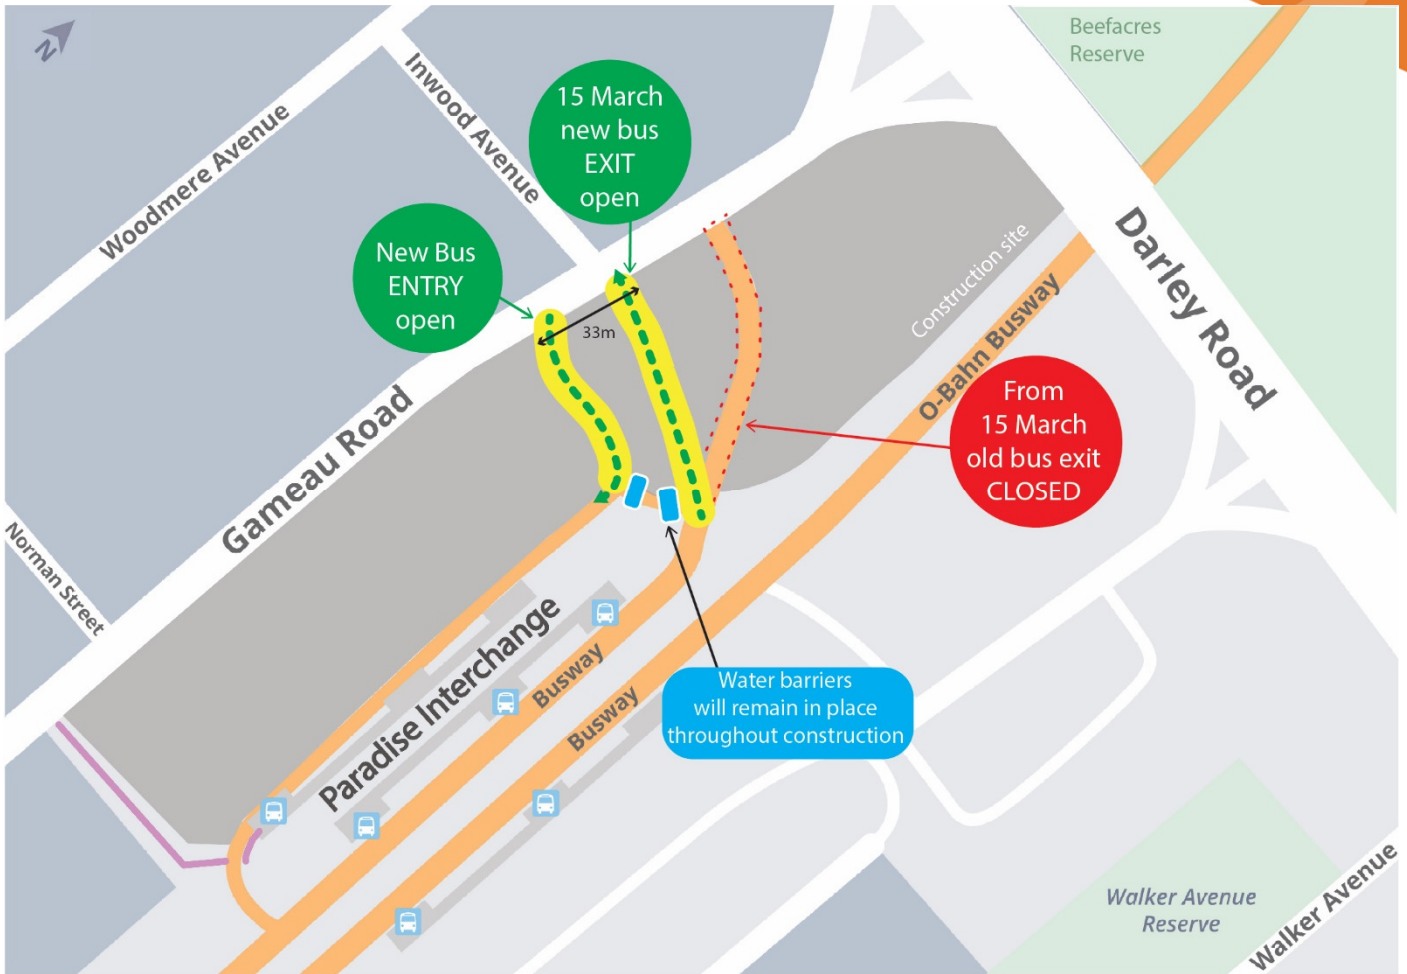 N
Beefacres
Reserve
Woodmere Avenue
Inwood Avenue
15 March
new bus
EXIT
open
New Bus
ENTRY
open
33m
Construction site
Darley Road
O-Bahn Busway
From
15 March
old bus exit
CLOSED
Gameau Road
Norman Street
Paradise Interchange
Busway
Busway
Water barriers
will remain in place
throughout construction
Walker Avenue
Reserve
Walker Avenue